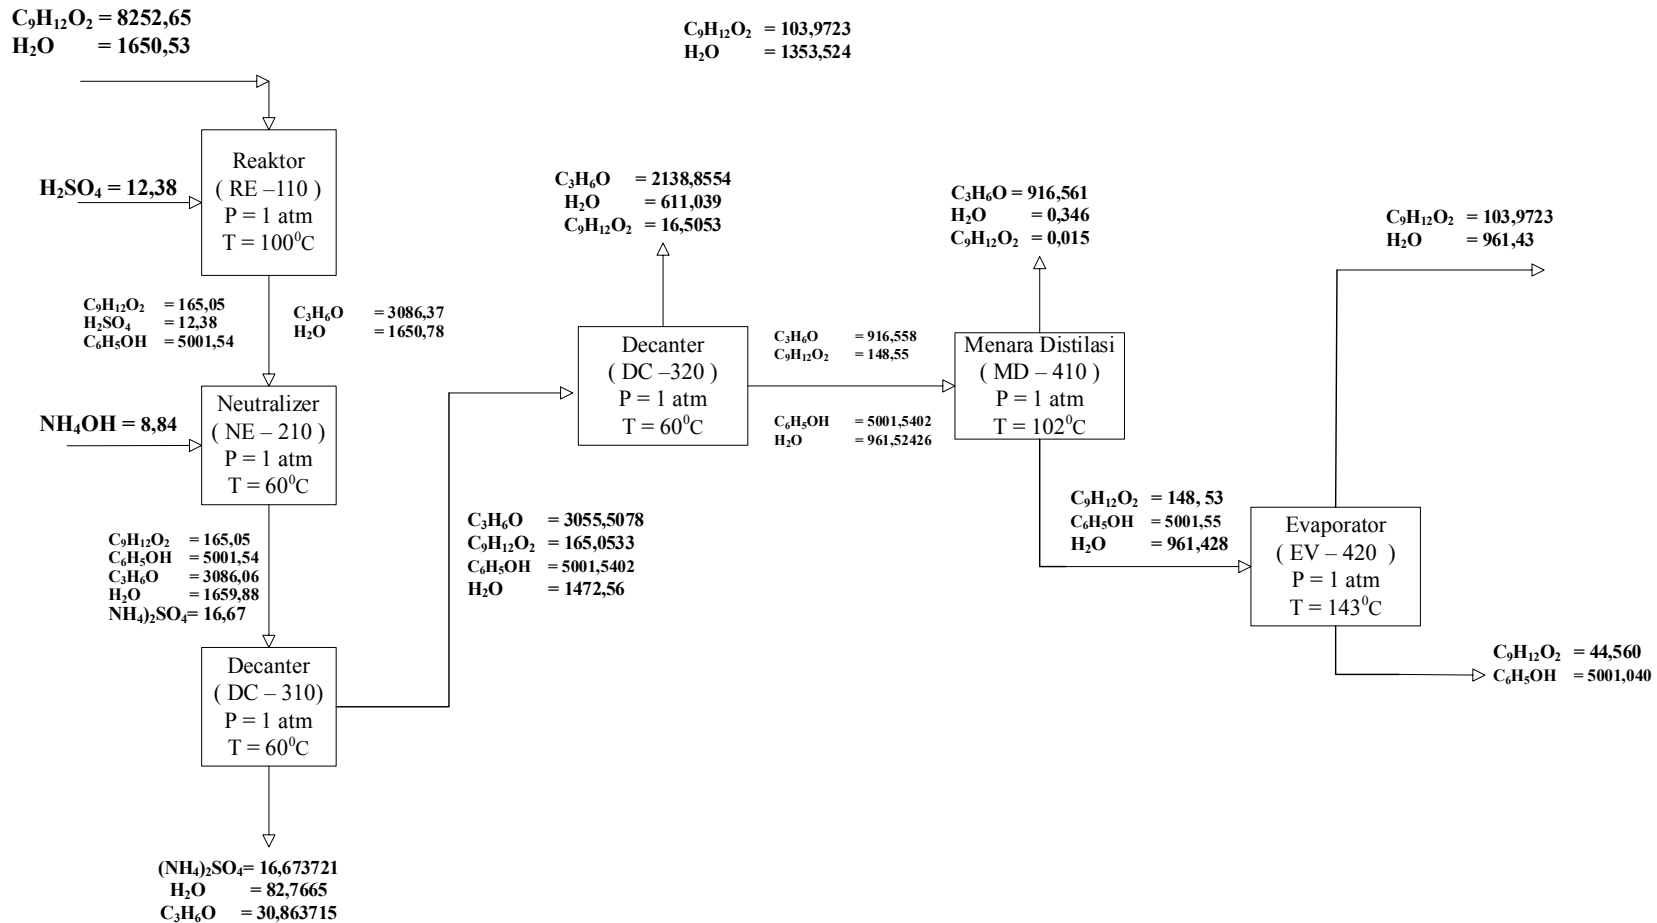 C₉H₁₂O₂ = 8252,65
H₂O = 1650,53
C₉H₁₂O₂ = 103,9723
H₂O = 1353,524
H₂SO₄ = 12,38
Reaktor
( RE –110 )
P = 1 atm
T = 100⁰C
C₉H₁₂O₂ = 165,05
H₂SO₄ = 12,38
C₆H₅OH = 5001,54
C₃H₆O = 3086,37
H₂O = 1650,78
NH₄OH = 8,84
Neutralizer
( NE – 210 )
P = 1 atm
T = 60⁰C
C₉H₁₂O₂ = 165,05
C₆H₅OH = 5001,54
C₃H₆O = 3086,06
H₂O = 1659,88
NH₄)₂SO₄= 16,67
Decanter
( DC – 310)
P = 1 atm
T = 60⁰C
(NH₄)₂SO₄= 16,673721
H₂O = 82,7665
C₃H₆O = 30,863715
C₃H₆O = 3055,5078
C₉H₁₂O₂ = 165,0533
C₆H₅OH = 5001,5402
H₂O = 1472,56
C₃H₆O = 2138,8554
H₂O = 611,039
C₉H₁₂O₂ = 16,5053
Decanter
( DC –320 )
P = 1 atm
T = 60⁰C
C₃H₆O = 916,558
C₉H₁₂O₂ = 148,55
C₆H₅OH = 5001,5402
H₂O = 961,52426
C₃H₆O = 916,561
H₂O = 0,346
C₉H₁₂O₂ = 0,015
Menara Distilasi
( MD – 410 )
P = 1 atm
T = 102⁰C
C₉H₁₂O₂ = 148, 53
C₆H₅OH = 5001,55
H₂O = 961,428
C₉H₁₂O₂ = 103,9723
H₂O = 961,43
Evaporator
( EV – 420 )
P = 1 atm
T = 143⁰C
C₉H₁₂O₂ = 44,560
C₆H₅OH = 5001,040